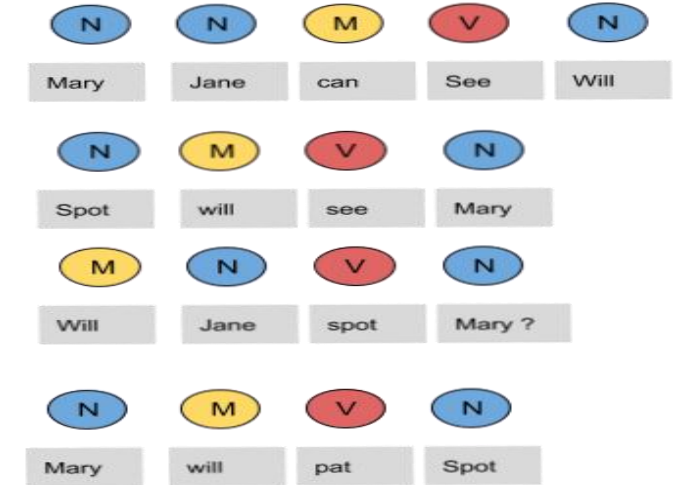 N N M V N
Mary Jane can See Will
N M V N
Spot will see Mary
M N V N
Will Jane spot Mary ?
N M V N
Mary will pat Spot